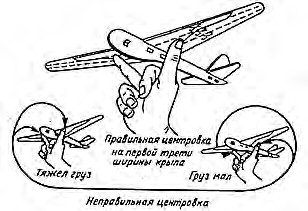 Правильная центровка
на первой трети
ширины крыла
Тяжел груз
Груз мал
Неправильная центровка